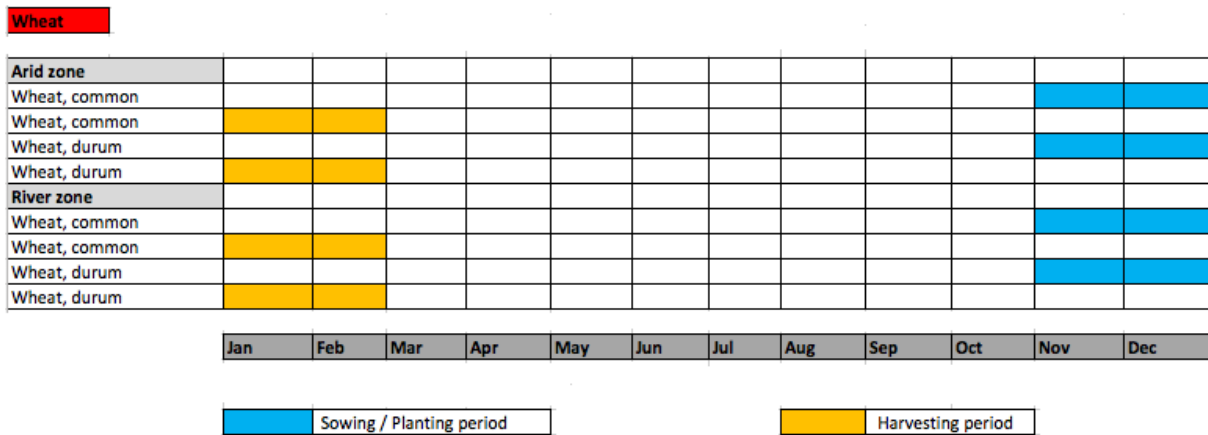 Wheat
Arid zone
Wheat, common
Wheat, common
Wheat, durum
Wheat, durum
River zone
Wheat, common
Wheat, common
Wheat, durum
Wheat, durum
Jan Feb Mar Apr May Jun Jul Aug Sep Oct Nov Dec
Sowing / Planting period Harvesting period